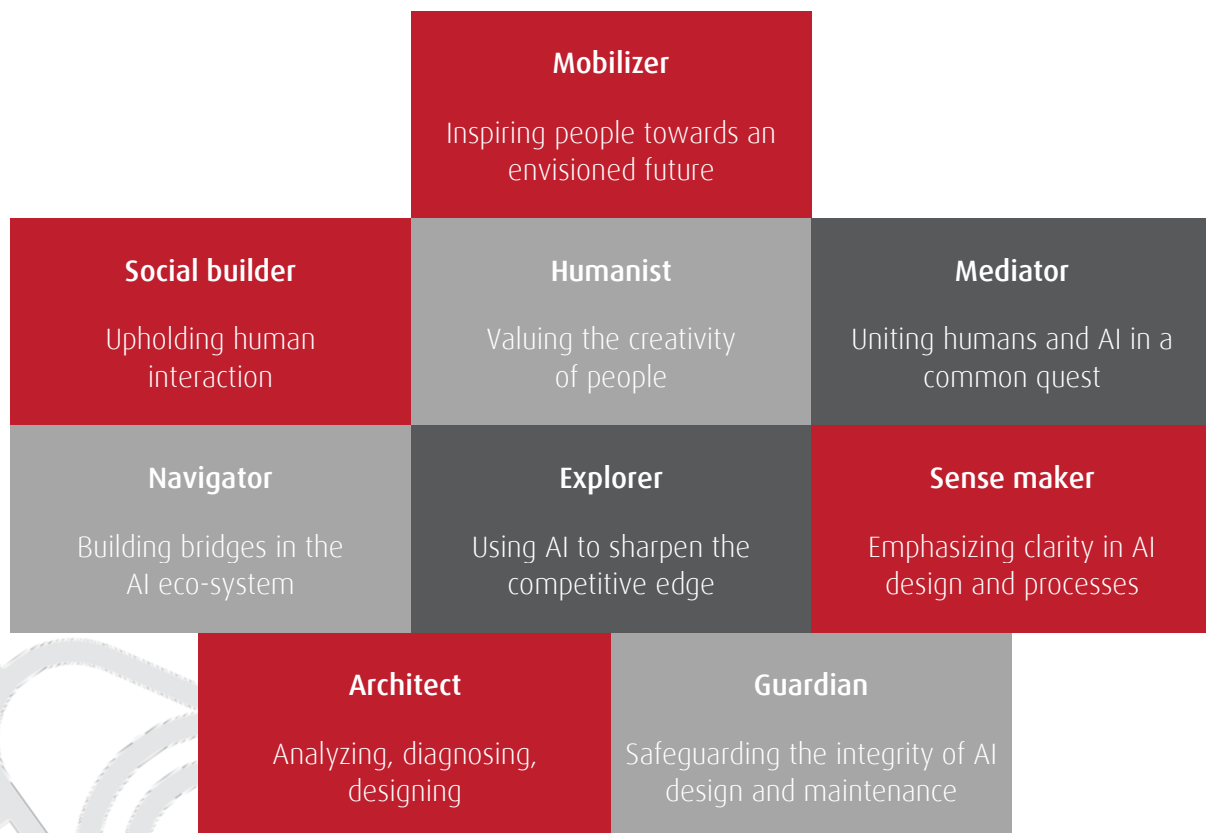 Mobilizer
Inspiring people towards an
envisioned future
Social builder
Upholding human
interaction
Humanist
Valuing the creativity
of people
Mediator
Uniting humans and AI in a
common quest
Navigator
Building bridges in the
AI eco-system
Explorer
Using AI to sharpen the
competitive edge
Sense maker
Emphasizing clarity in AI
design and processes
Architect
Analyzing, diagnosing,
designing
Guardian
Safeguarding the integrity of AI
design and maintenance